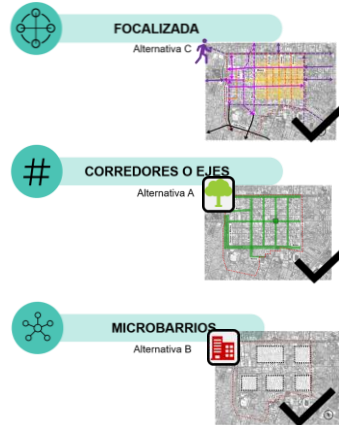 FOCALIZADA
Alternativa C
#
CORREDORES O EJES
Alternativa A
MICROBARRIOS
Alternativa B